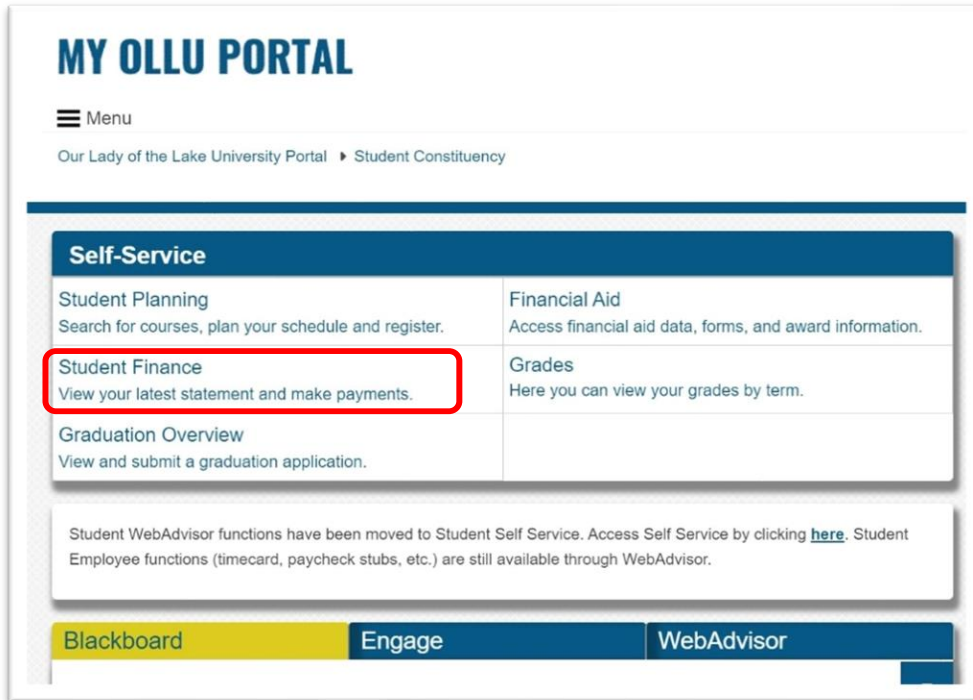 MY OLLU PORTAL
Menu
Our Lady of the Lake University Portal ▸ Student Constituency
Self-Service
Student Planning
Search for courses, plan your schedule and register.
Financial Aid
Access financial aid data, forms, and award information.
Student Finance
View your latest statement and make payments.
Grades
Here you can view your grades by term.
Graduation Overview
View and submit a graduation application.
Student WebAdvisor functions have been moved to Student Self Service. Access Self Service by clicking here. Student
Employee functions (timecard, paycheck stubs, etc.) are still available through WebAdvisor.
Blackboard
Engage
WebAdvisor